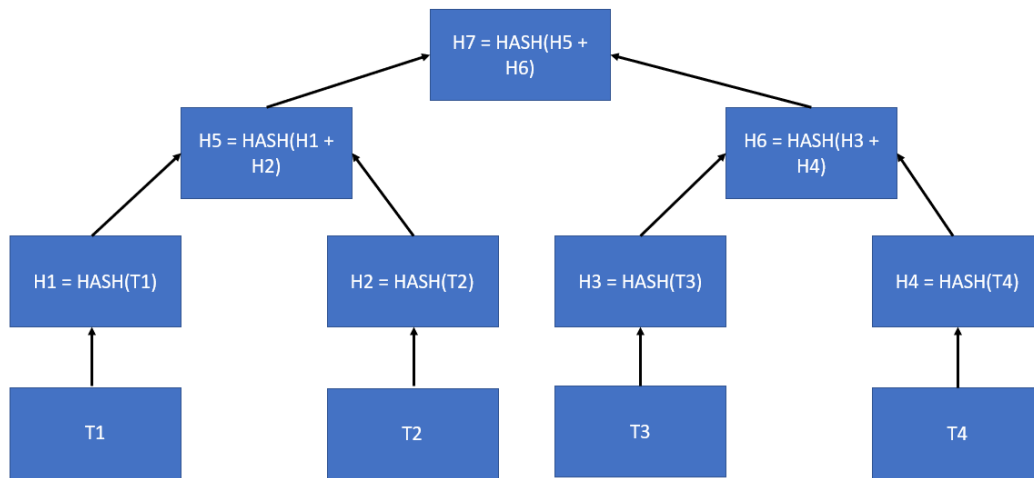 H7 = HASH(H5 +
H6)
H5 = HASH(H1 +
H2)
H6 = HASH(H3 +
H4)
H1 = HASH(T1)
H2 = HASH(T2)
H3 = HASH(T3)
H4 = HASH(T4)
T1
T2
T3
T4